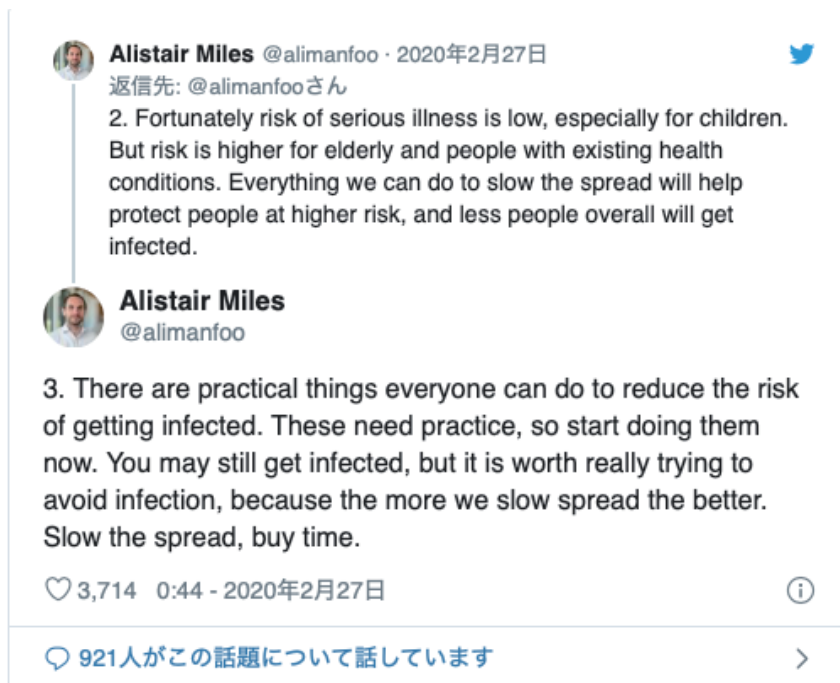 Alistair Miles @alimanfoo · 2020年2月27日
返信先: @alimanfooさん
2. Fortunately risk of serious illness is low, especially for children.
But risk is higher for elderly and people with existing health
conditions. Everything we can do to slow the spread will help
protect people at higher risk, and less people overall will get
infected.
Alistair Miles
@alimanfoo
3. There are practical things everyone can do to reduce the risk
of getting infected. These need practice, so start doing them
now. You may still get infected, but it is worth really trying to
avoid infection, because the more we slow spread the better.
Slow the spread, buy time.
3,714 0:44 - 2020年2月27日
921人がこの話題について話しています